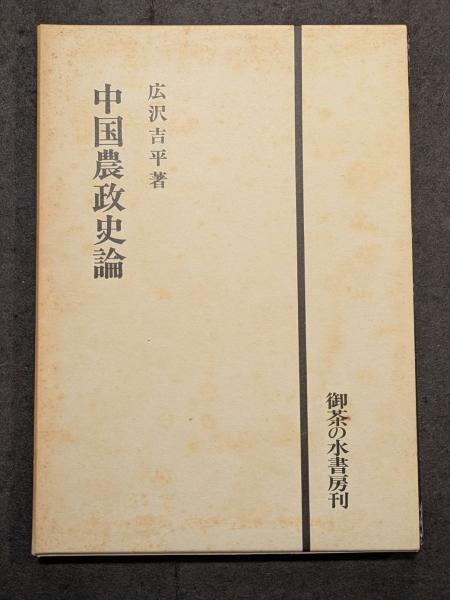 広沢吉平著
中国農政史論
御茶の水書房刊